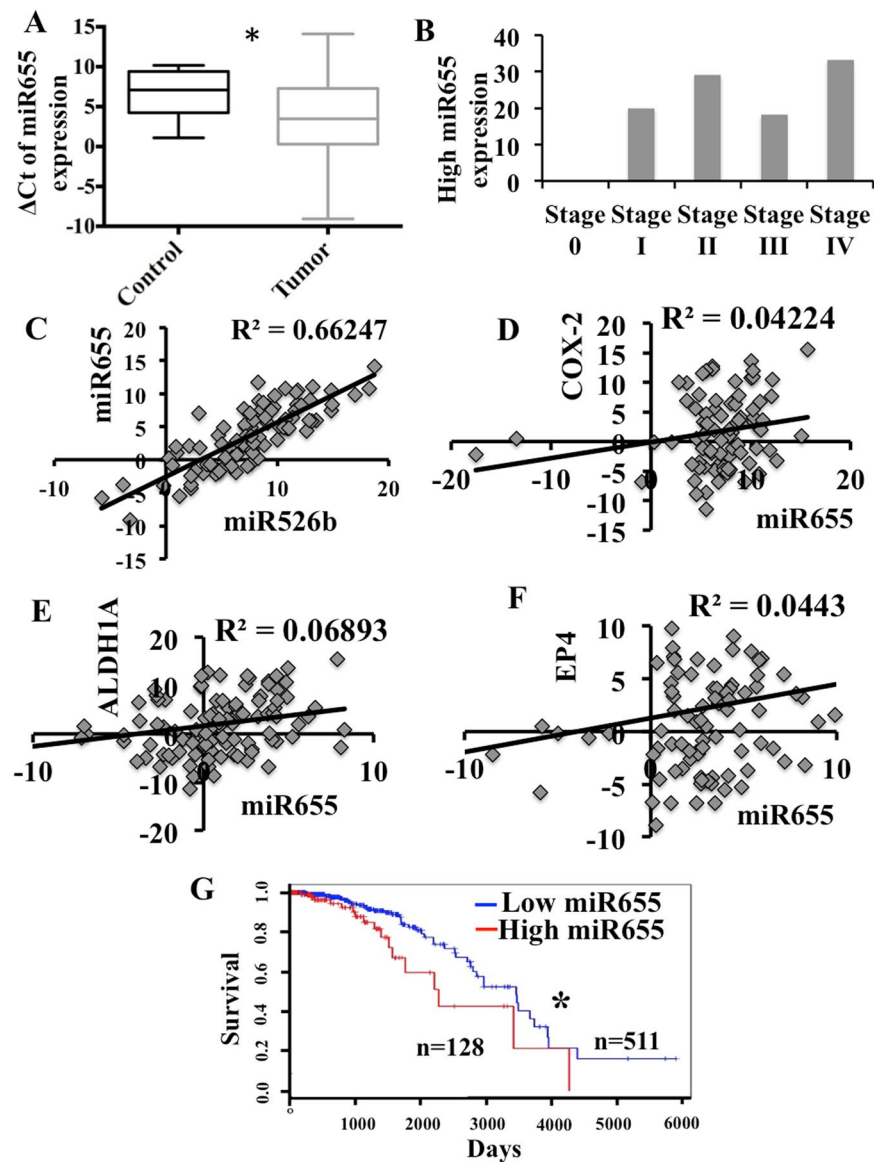 A
ΔCt of miR655
expression
15
10
5
0
-5
-10
*
Control
Tumor
B
High miR655
expression
40
30
20
10
0
Stage Stage Stage Stage Stage
0 I II III IV
C
miR655
R² = 0.66247
20
15
10
5
0
-5
-10
-15
-10 0 10 20
miR526b
D
COX-2
R² = 0.04224
20
15
10
5
0
-5
-10
-15
-20 -10 0 10 20
miR655
E
ALDH1A
R² = 0.06893
20
10
0
-10
-20
-10 0 10
miR655
F
EP4
R² = 0.0443
10
5
0
-5
-10
-10 0 10
miR655
G
Survival
1.0
0.8
0.6
0.4
0.2
0.0
Low miR655
High miR655
*
n=128
n=511
0 1000 2000 3000 4000 5000 6000
Days